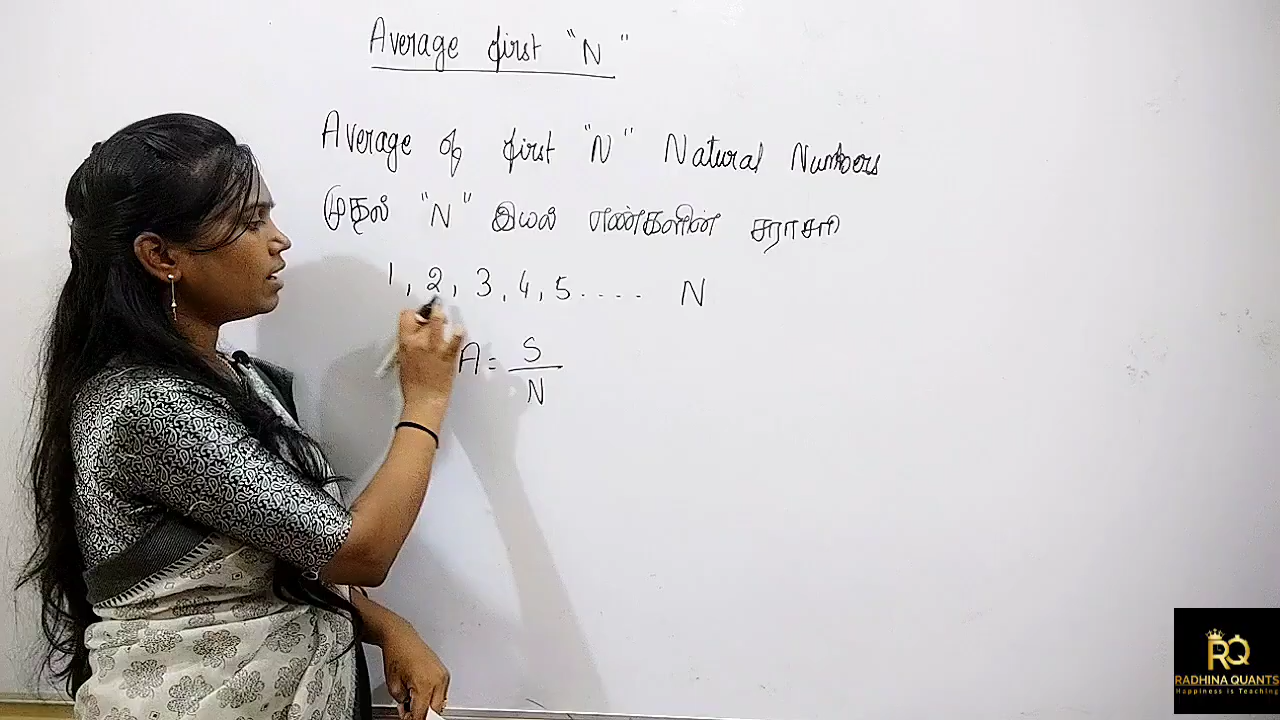 Average first "N"
Average of first "N" Natural Numbers
முதல் "N" இயல் எண்களின் சராசரி
1, 2, 3, 4, 5.... N
A = S
N
RQ
RADHINA QUANTS
Happiness is Teaching